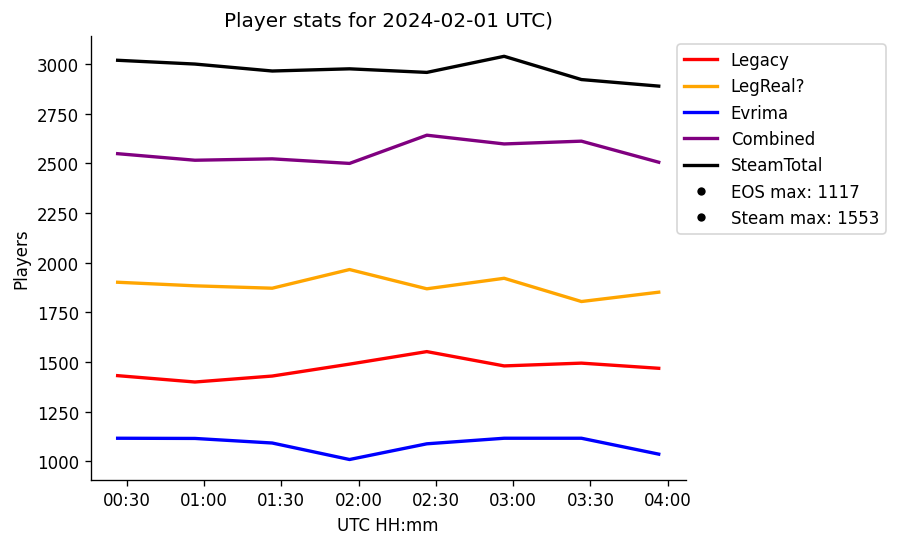 Player stats for 2024-02-01 UTC)
3000
2750
2500
2250
2000
1750
1500
1250
1000
Players
00:30 01:00 01:30 02:00 02:30 03:00 03:30 04:00
UTC HH:mm
Legacy
LegReal?
Evrima
Combined
SteamTotal
EOS max: 1117
Steam max: 1553